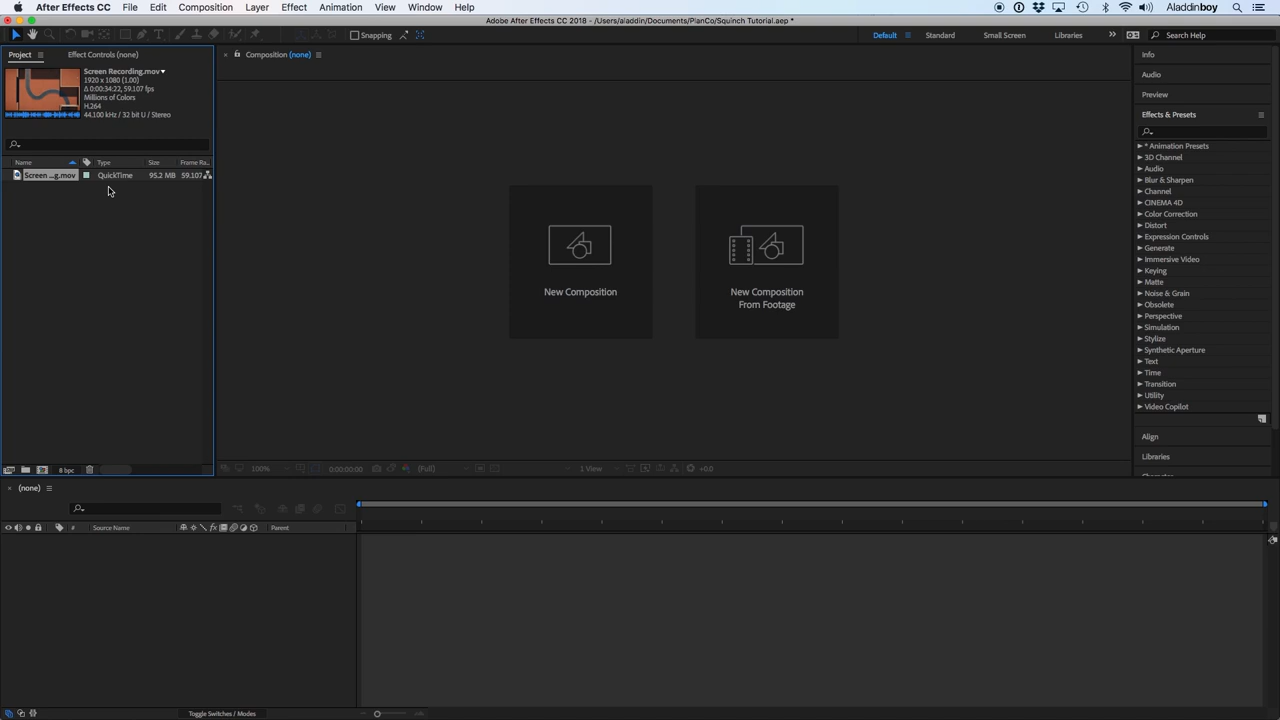 After Effects CC File Edit Composition Layer Effect Animation View Window Help Aladdinboy
Adobe After Effects CC 2018 - /Users/aladdin/Documents/PianCo/Squinch Tutorial.aep *
Snapping Default Standard Small Screen Libraries Search Help
Project Effect Controls (none) Composition (none) Info
Screen Recording.mov
1920 x 1080 (1.00)
Δ 0:00:34:22, 59.107 fps
Millions of Colors
H.264
44.100 kHz / 32 bit U / Stereo
Audio
Preview
Effects & Presets
Name Type Size Frame Ra..
Screen ...g.mov QuickTime 95.2 MB 59.107
* Animation Presets
3D Channel
Audio
Blur & Sharpen
Channel
CINEMA 4D
Color Correction
Distort
Expression Controls
Generate
Immersive Video
Keying
Matte
Noise & Grain
Obsolete
Perspective
Simulation
Stylize
Synthetic Aperture
Text
Time
Transition
Utility
Video Copilot
New Composition
New Composition
From Footage
Align
Libraries
8 bpc 100% 0:00:00:00 (Full) 1 View +0.0
(none)
# Source Name Parent
Toggle Switches / Modes